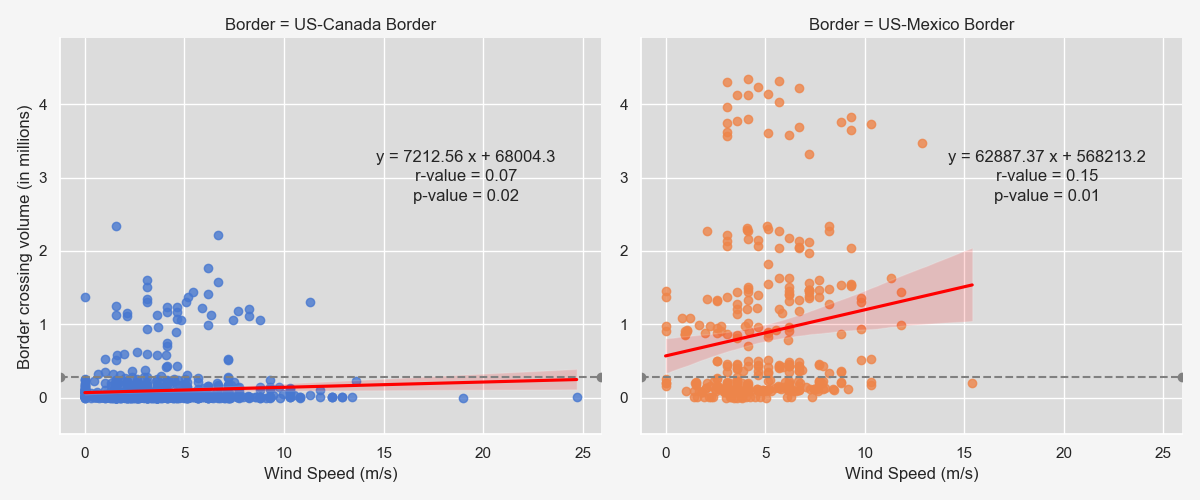 Border = US-Canada Border
Border = US-Mexico Border
Border crossing volume (in millions)
4
3
2
1
0
y = 7212.56 x + 68004.3
r-value = 0.07
p-value = 0.02
0
5
10
15
20
25
Wind Speed (m/s)
4
3
2
1
0
y = 62887.37 x + 568213.2
r-value = 0.15
p-value = 0.01
0
5
10
15
20
25
Wind Speed (m/s)